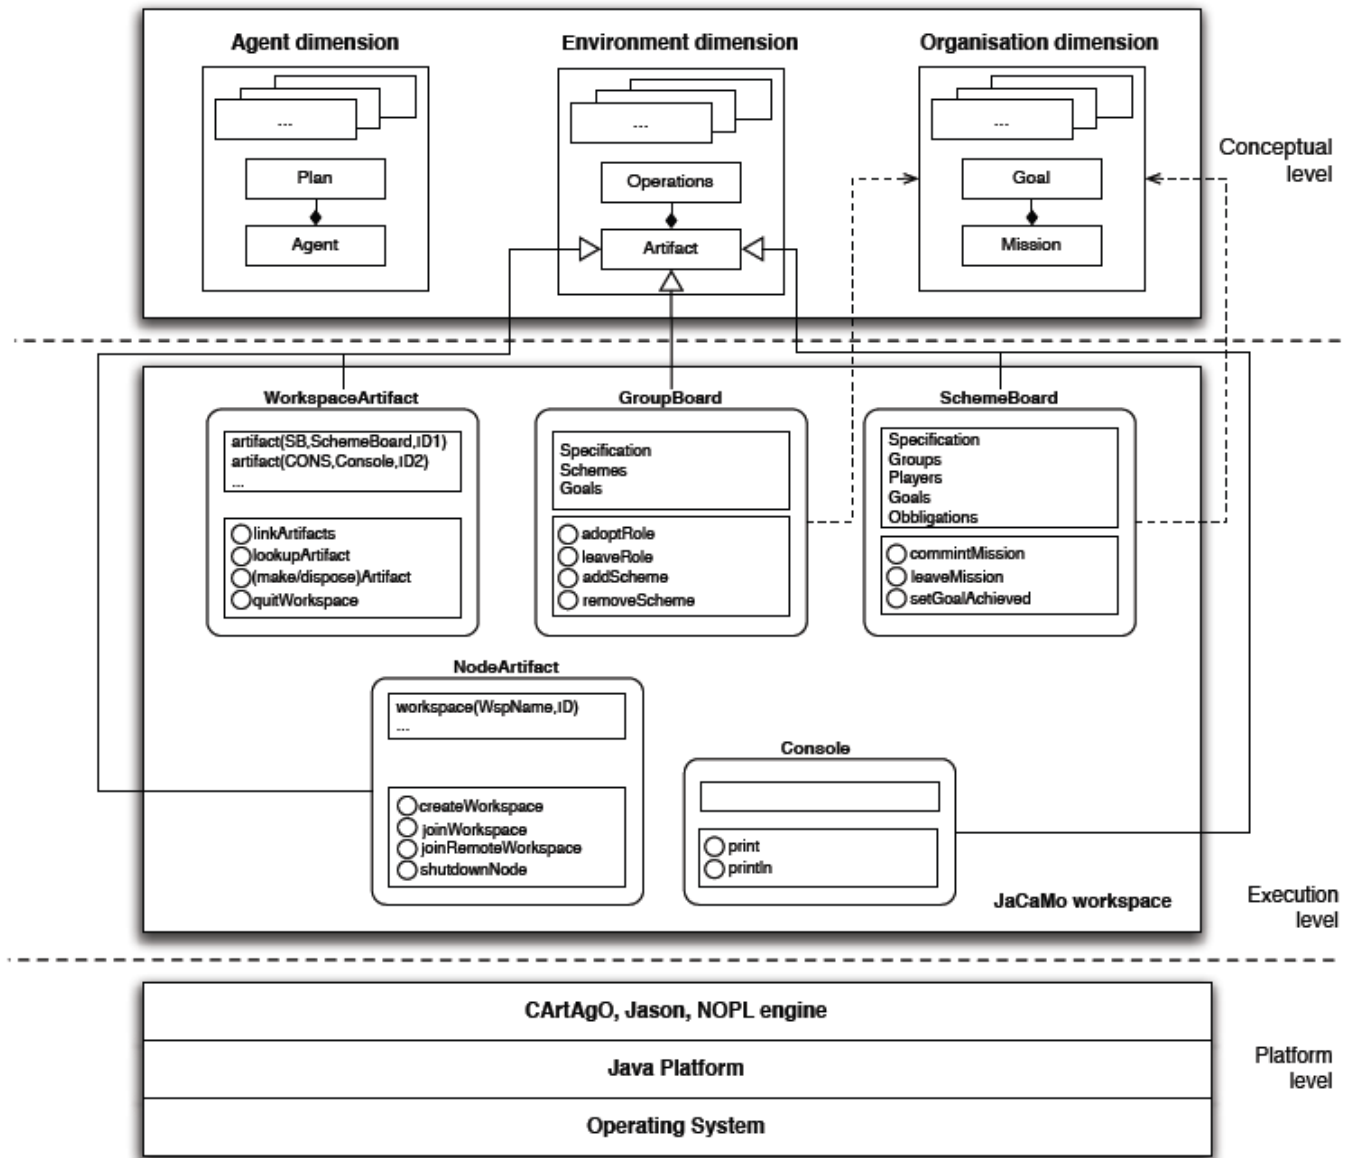 Agent dimension
Environment dimension
Organisation dimension
...
...
...
Plan
Operations
Goal
Agent
Artifact
Mission
Conceptual
level
WorkspaceArtifact
artifact(SB,SchemeBoard,iD1)
artifact(CONS,Console,iD2)
...
linkArtifacts
lookupArtifact
(make/dispose)Artifact
quitWorkspace
GroupBoard
Specification
Schemes
Goals
adoptRole
leaveRole
addScheme
removeScheme
SchemeBoard
Specification
Groups
Players
Goals
Obbligations
commintMission
leaveMission
setGoalAchieved
NodeArtifact
workspace(WspName,iD)
...
createWorkspace
joinWorkspace
joinRemoteWorkspace
shutdownNode
Console
print
println
JaCaMo workspace
Execution
level
CArtAgO, Jason, NOPL engine
Java Platform
Operating System
Platform
level